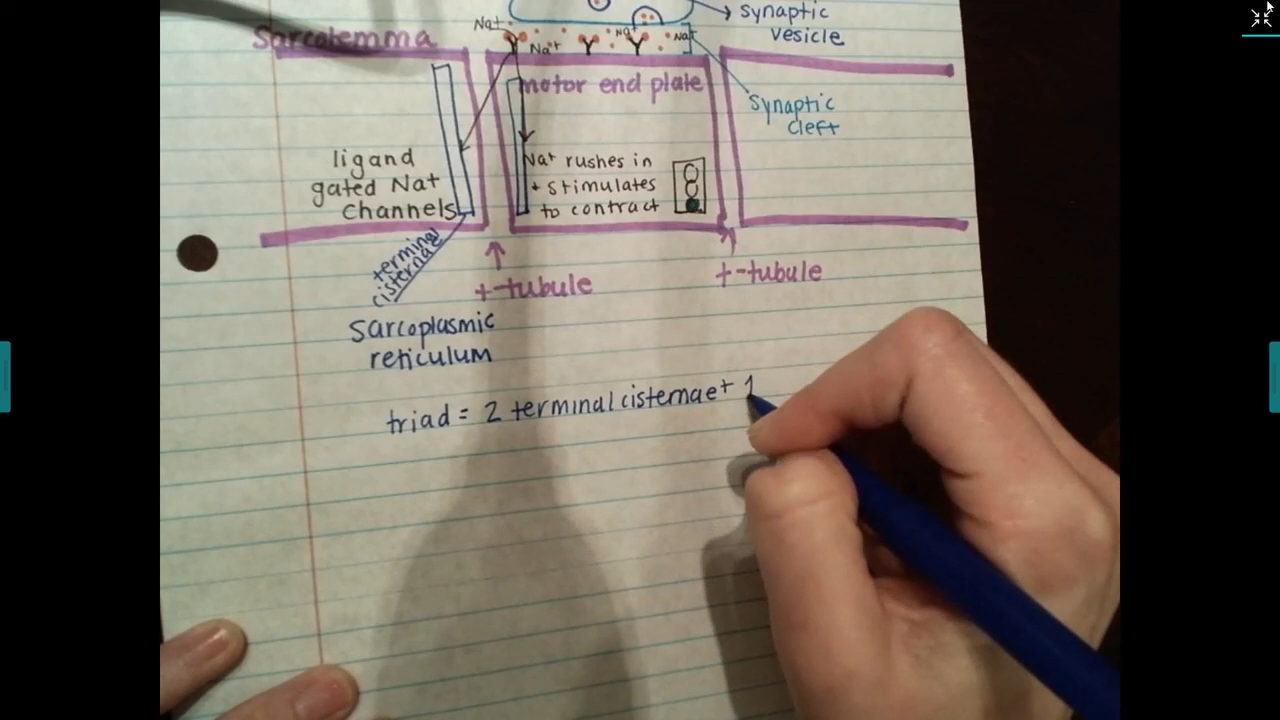 synaptic
vesicle
Na+
Na+
Na+
Na+
Sarcolemma
motor end plate
synaptic
cleft
ligand
gated Na+
channels
Na+ rushes in
+ stimulates
to contract
terminal
cisternae
t-tubule
t-tubule
sarcoplasmic
reticulum
triad = 2 terminal cisternae + 1